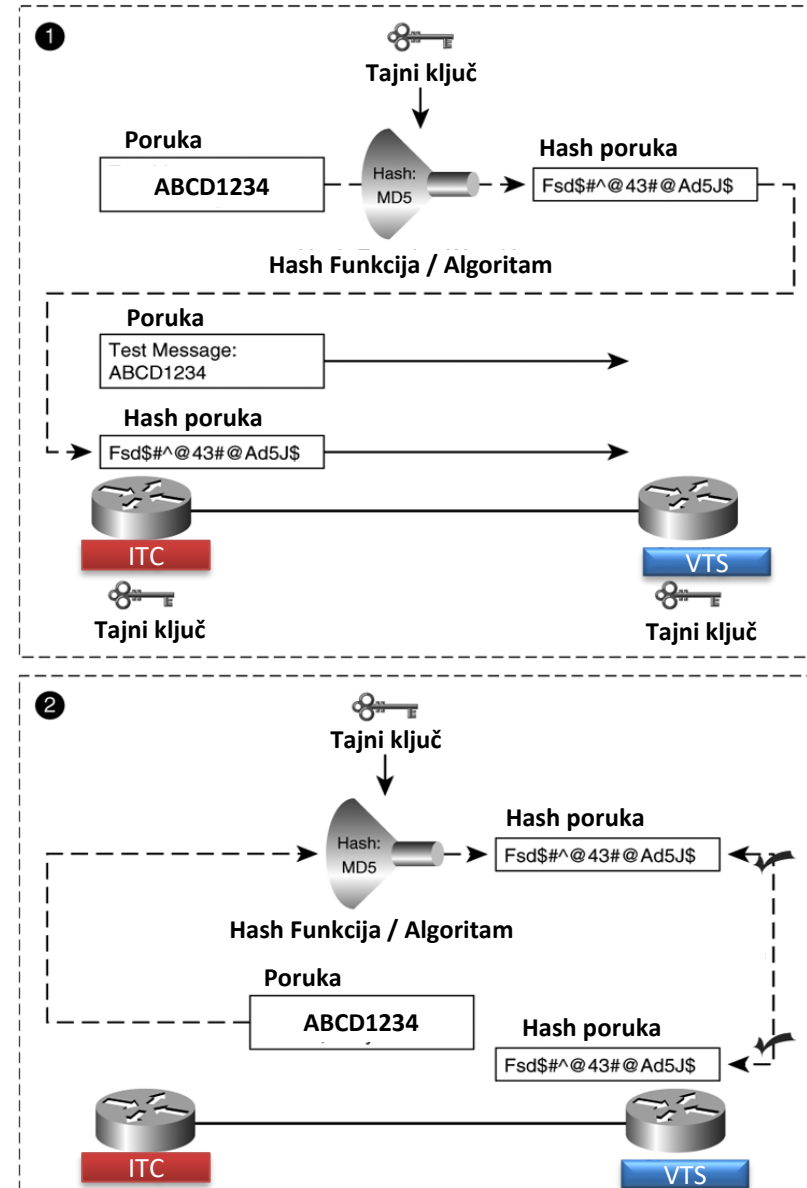 1
Tajni ključ
Poruka
ABCD1234
Hash:
MD5
Hash poruka
Fsd$#^@43#@Ad5J$
Hash Funkcija / Algoritam
Poruka
Test Message:
ABCD1234
Hash poruka
Fsd$#^@43#@Ad5J$
ITC
VTS
Tajni ključ
Tajni ključ
2
Tajni ključ
Hash:
MD5
Hash poruka
Fsd$#^@43#@Ad5J$
Hash Funkcija / Algoritam
Poruka
ABCD1234
Hash poruka
Fsd$#^@43#@Ad5J$
ITC
VTS